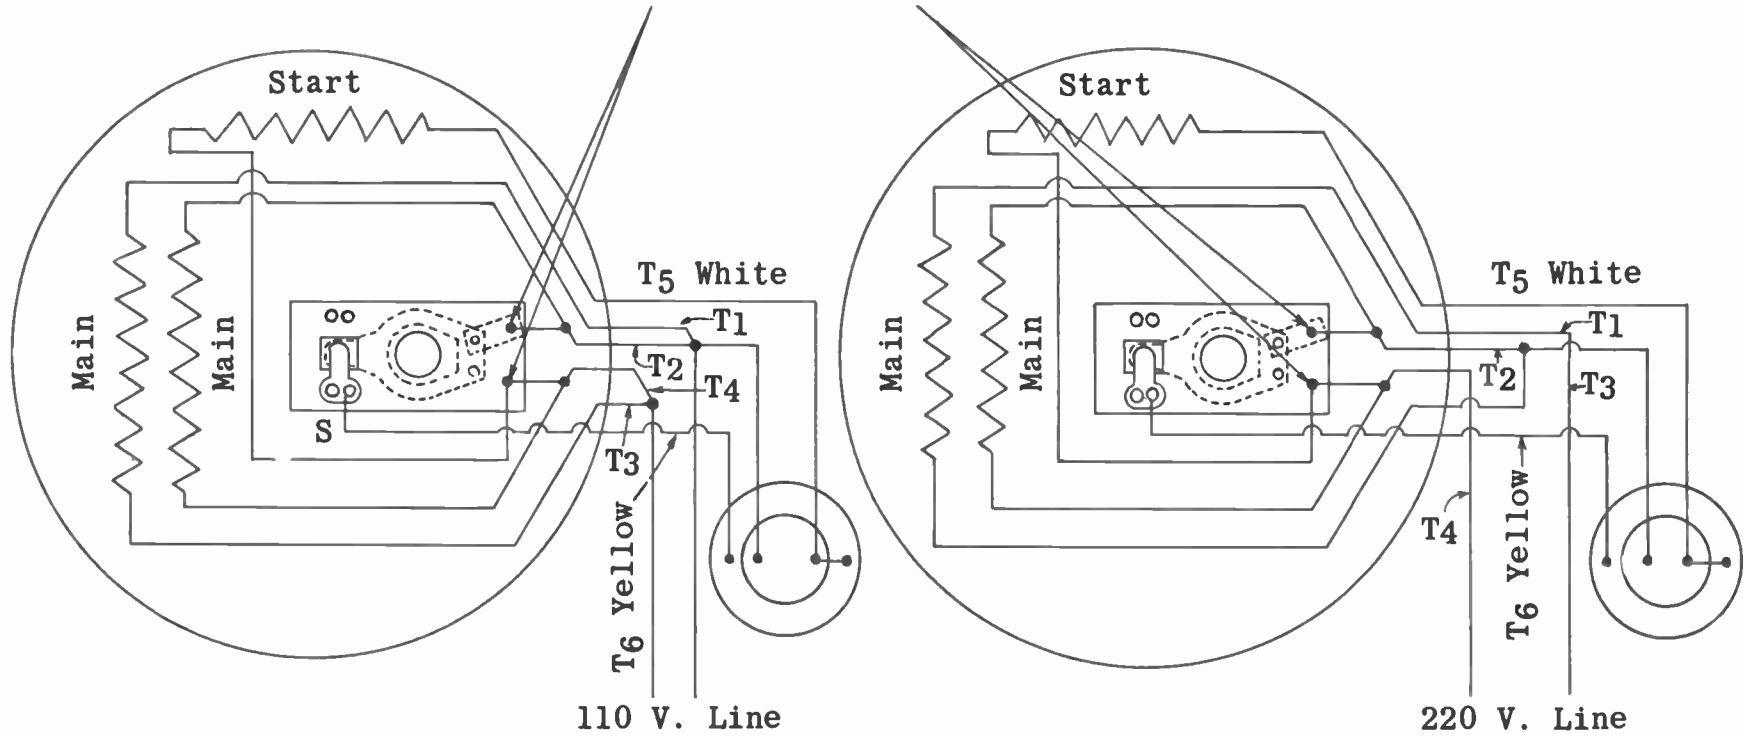 Start
Main
Main
S
T5 White
T1
T2
T4
T3
T6 Yellow
110 V. Line
Start
Main
Main
T5 White
T1
T2
T3
T4
T6 Yellow
220 V. Line